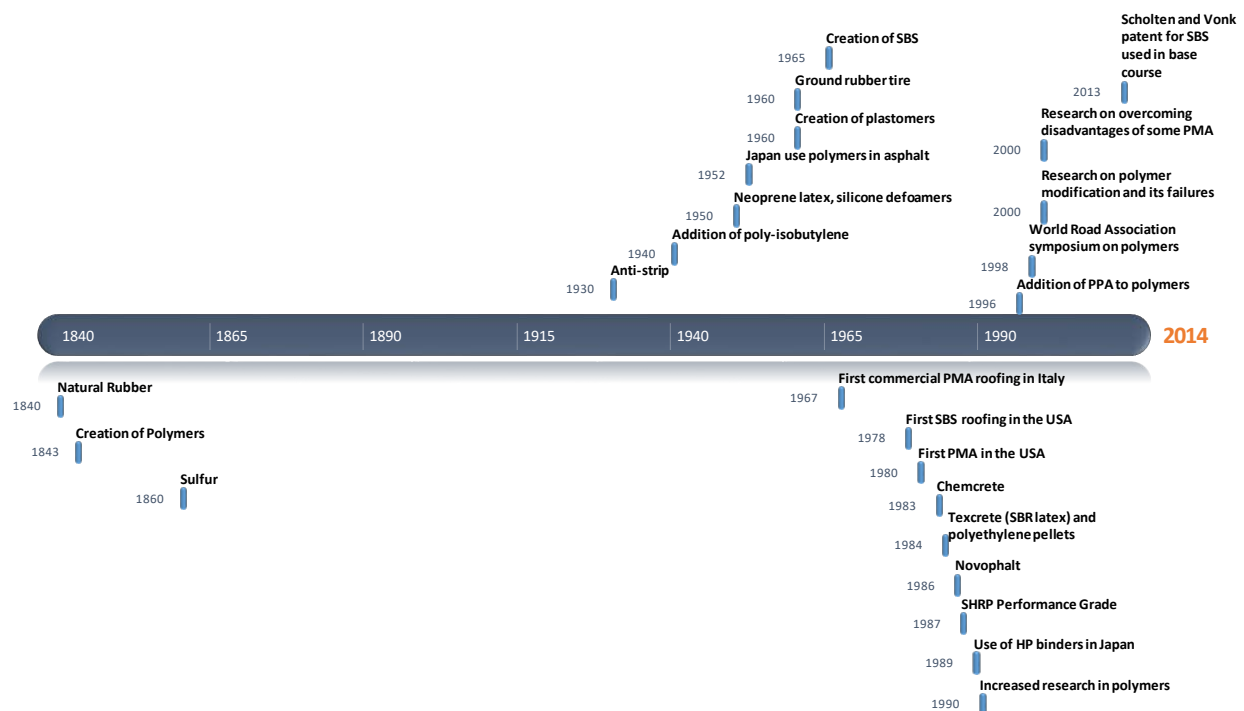 Scholten and Vonk
patent for SBS
used in base
course
2013
Creation of SBS
1965
Ground rubber tire
1960
Creation of plastomers
1960
Japan use polymers in asphalt
1952
Neoprene latex, silicone defoamers
1950
Addition of poly-isobutylene
1940
Anti-strip
1930
Research on overcoming
disadvantages of some PMA
2000
Research on polymer
modification and its failures
2000
World Road Association
symposium on polymers
1998
Addition of PPA to polymers
1996
1840 1865 1890 1915 1940 1965 1990 2014
Natural Rubber
1840
Creation of Polymers
1843
Sulfur
1860
First commercial PMA roofing in Italy
1967
First SBS roofing in the USA
1978
First PMA in the USA
1980
Chemcrete
1983
Texcrete (SBR latex) and
polyethylene pellets
1984
Novophalt
1986
SHRP Performance Grade
1987
Use of HP binders in Japan
1989
Increased research in polymers
1990